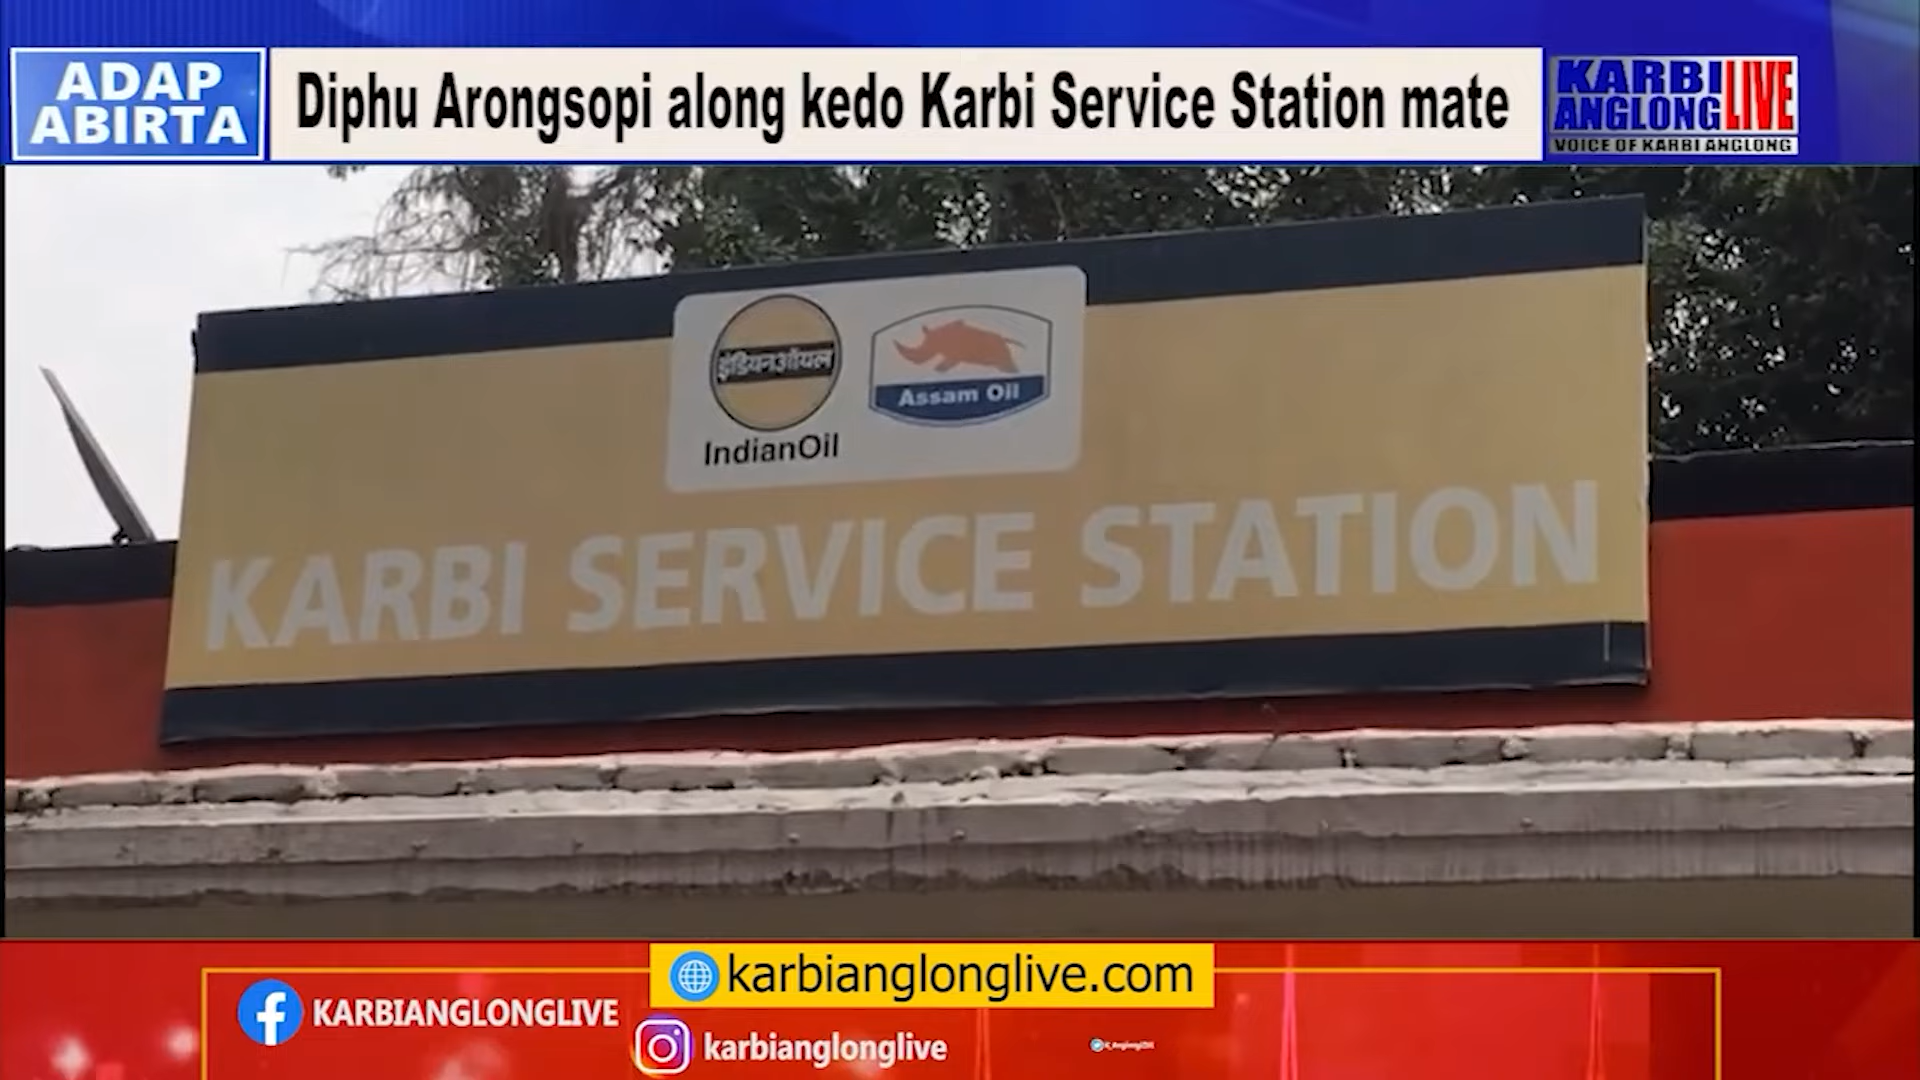 ADAP
ABIRTA
Diphu Arongsopi along kedo Karbi Service Station mate
KARBI
ANGLONG
LIVE
VOICE OF KARBI ANGLONG
इंडियनऑयल
IndianOil
Assam Oil
KARBI SERVICE STATION
karbianglonglive.com
KARBIANGLONGLIVE
karbianglonglive